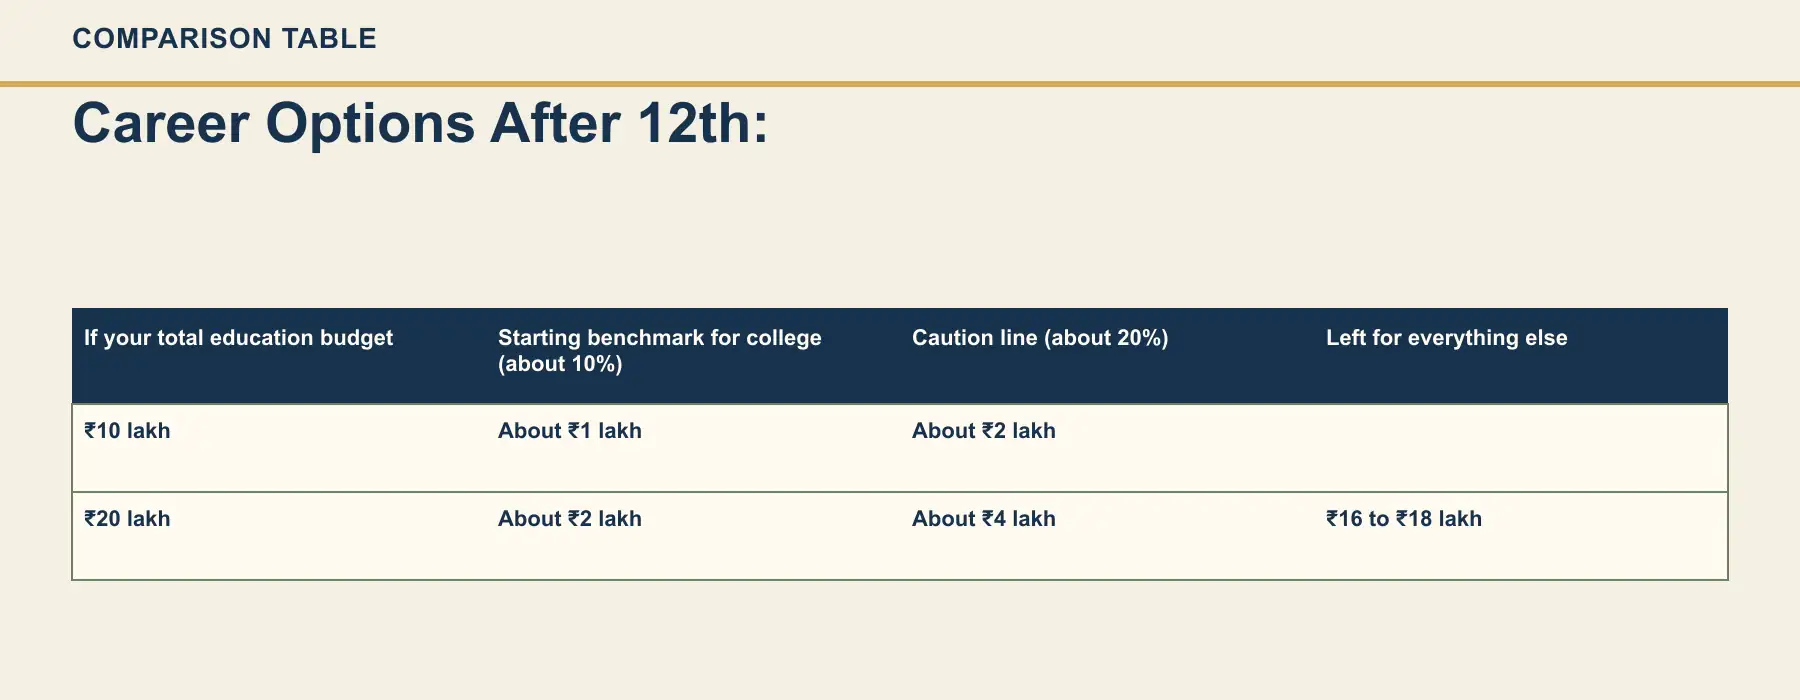 COMPARISON TABLE
Career Options After 12th:
If your total education budget
Starting benchmark for college
(about 10%)
Caution line (about 20%)
Left for everything else
₹10 lakh
About ₹1 lakh
About ₹2 lakh
₹20 lakh
About ₹2 lakh
About ₹4 lakh
₹16 to ₹18 lakh